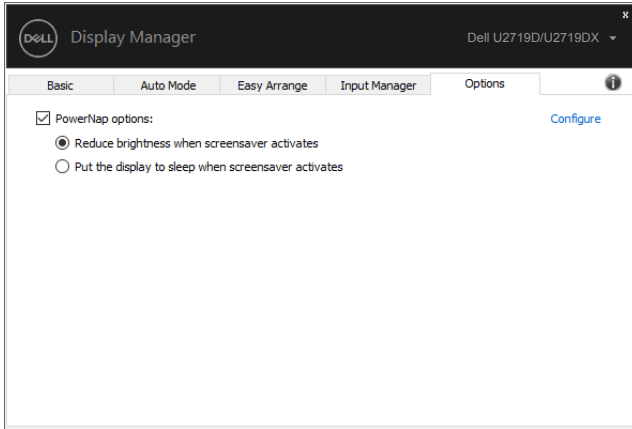 x
DELL Display Manager Dell U2719D/U2719DX
Basic Auto Mode Easy Arrange Input Manager Options i
PowerNap options: Configure
Reduce brightness when screensaver activates
Put the display to sleep when screensaver activates